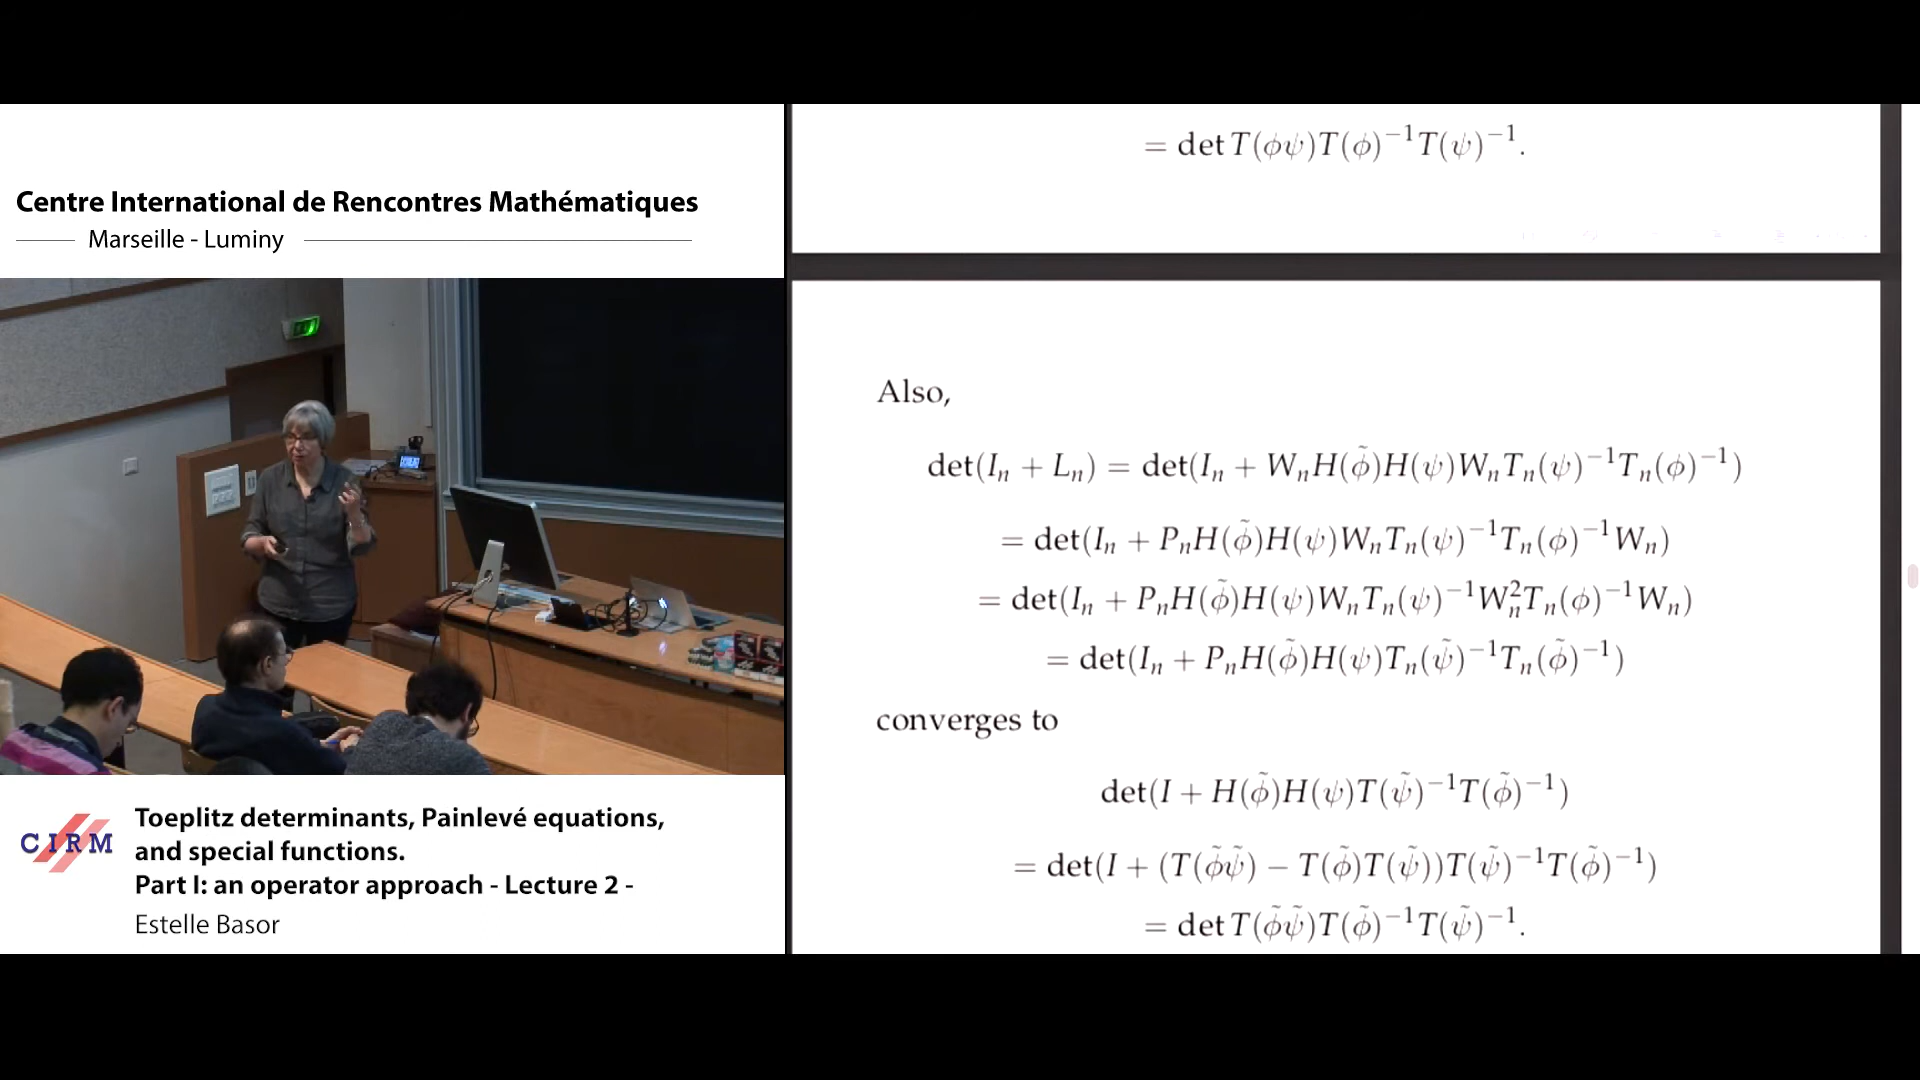 Centre International de Rencontres Mathématiques
Marseille - Luminy
CIRM
Toeplitz determinants, Painlevé equations,
and special functions.
Part I: an operator approach - Lecture 2 -
Estelle Basor
= det T(ϕψ)T(ϕ)⁻¹T(ψ)⁻¹.
Also,
det(Iₙ + Lₙ) = det(Iₙ + WₙH(ϕ̃)H(ψ)WₙTₙ(ψ)⁻¹Tₙ(ϕ)⁻¹)
= det(Iₙ + PₙH(ϕ̃)H(ψ)WₙTₙ(ψ)⁻¹Tₙ(ϕ)⁻¹Wₙ)
= det(Iₙ + PₙH(ϕ̃)H(ψ)WₙTₙ(ψ)⁻¹Wₙ²Tₙ(ϕ)⁻¹Wₙ)
= det(Iₙ + PₙH(ϕ̃)H(ψ)Tₙ(ψ̃)⁻¹Tₙ(ϕ̃)⁻¹)
converges to
det(I + H(ϕ̃)H(ψ)T(ψ̃)⁻¹T(ϕ̃)⁻¹)
= det(I + (T(ϕ̃ψ̃) − T(ϕ̃)T(ψ̃))T(ψ̃)⁻¹T(ϕ̃)⁻¹)
= det T(ϕ̃ψ̃)T(ϕ̃)⁻¹T(ψ̃)⁻¹.